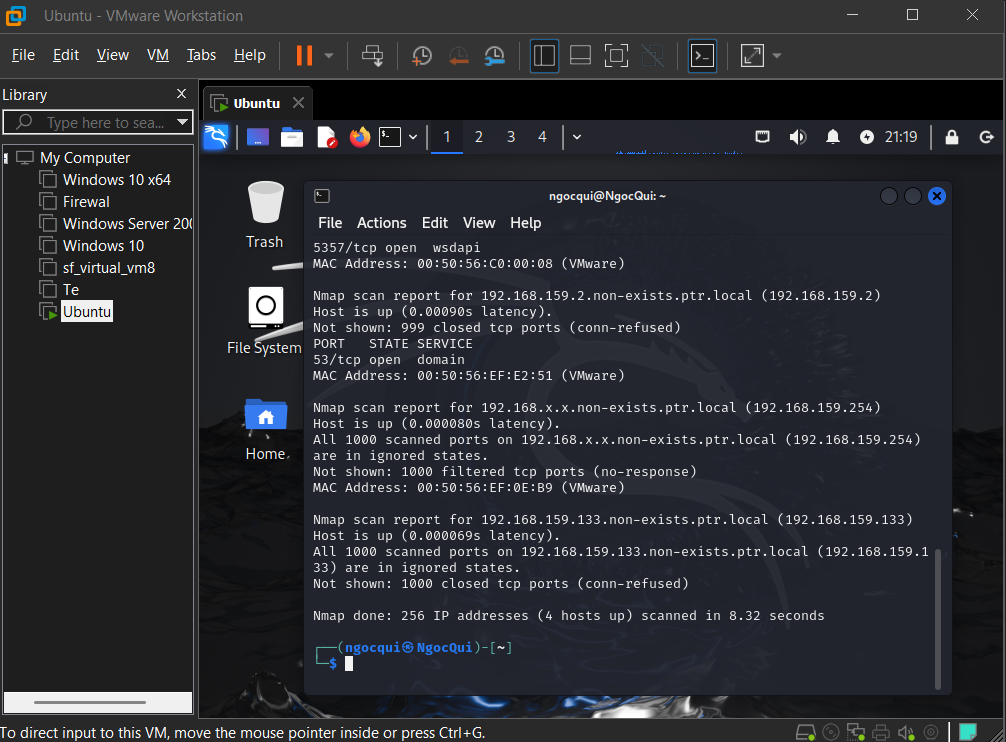 Ubuntu - VMware Workstation
File Edit View VM Tabs Help
Library
Type here to sea...
My Computer
Windows 10 x64
Firewal
Windows Server 200
Windows 10
sf_virtual_vm8
Te
Ubuntu
Ubuntu
1 2 3 4
21:19
Trash
File System
Home
ngocqui@NgocQui: ~
File Actions Edit View Help
5357/tcp open  wsdapi
MAC Address: 00:50:56:C0:00:08 (VMware)
Nmap scan report for 192.168.159.2.non-exists.ptr.local (192.168.159.2)
Host is up (0.00090s latency).
Not shown: 999 closed tcp ports (conn-refused)
PORT   STATE SERVICE
53/tcp open  domain
MAC Address: 00:50:56:EF:E2:51 (VMware)
Nmap scan report for 192.168.x.x.non-exists.ptr.local (192.168.159.254)
Host is up (0.000080s latency).
All 1000 scanned ports on 192.168.x.x.non-exists.ptr.local (192.168.159.254)
are in ignored states.
Not shown: 1000 filtered tcp ports (no-response)
MAC Address: 00:50:56:EF:0E:B9 (VMware)
Nmap scan report for 192.168.159.133.non-exists.ptr.local (192.168.159.133)
Host is up (0.000069s latency).
All 1000 scanned ports on 192.168.159.133.non-exists.ptr.local (192.168.159.1
33) are in ignored states.
Not shown: 1000 closed tcp ports (conn-refused)
Nmap done: 256 IP addresses (4 hosts up) scanned in 8.32 seconds
┌──(ngocqui㉿NgocQui)-[~]
└─$
To direct input to this VM, move the mouse pointer inside or press Ctrl+G.